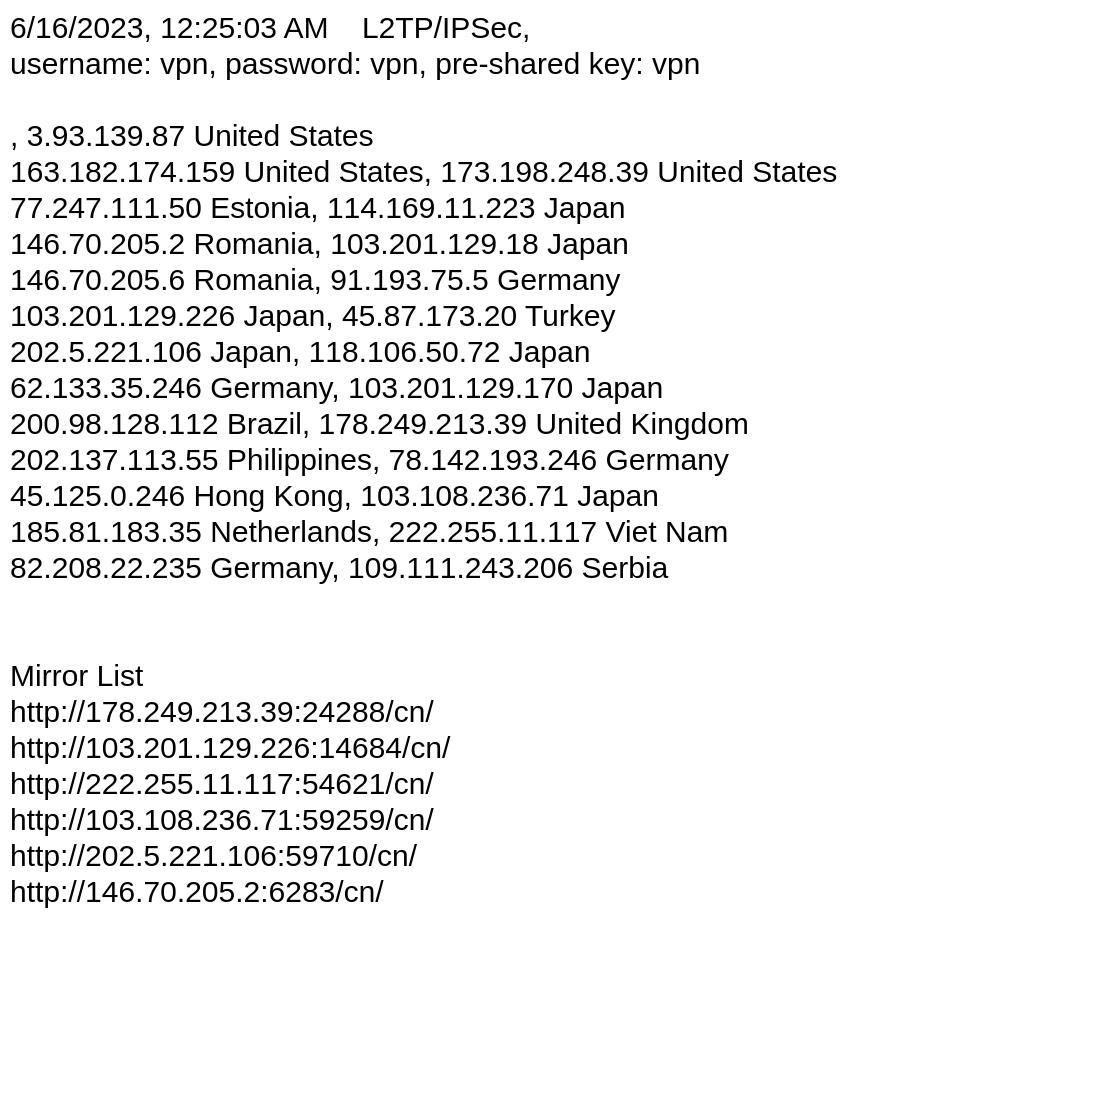 6/16/2023, 12:25:03 AM    L2TP/IPSec,
username: vpn, password: vpn, pre-shared key: vpn
, 3.93.139.87 United States
163.182.174.159 United States, 173.198.248.39 United States
77.247.111.50 Estonia, 114.169.11.223 Japan
146.70.205.2 Romania, 103.201.129.18 Japan
146.70.205.6 Romania, 91.193.75.5 Germany
103.201.129.226 Japan, 45.87.173.20 Turkey
202.5.221.106 Japan, 118.106.50.72 Japan
62.133.35.246 Germany, 103.201.129.170 Japan
200.98.128.112 Brazil, 178.249.213.39 United Kingdom
202.137.113.55 Philippines, 78.142.193.246 Germany
45.125.0.246 Hong Kong, 103.108.236.71 Japan
185.81.183.35 Netherlands, 222.255.11.117 Viet Nam
82.208.22.235 Germany, 109.111.243.206 Serbia
Mirror List
http://178.249.213.39:24288/cn/
http://103.201.129.226:14684/cn/
http://222.255.11.117:54621/cn/
http://103.108.236.71:59259/cn/
http://202.5.221.106:59710/cn/
http://146.70.205.2:6283/cn/